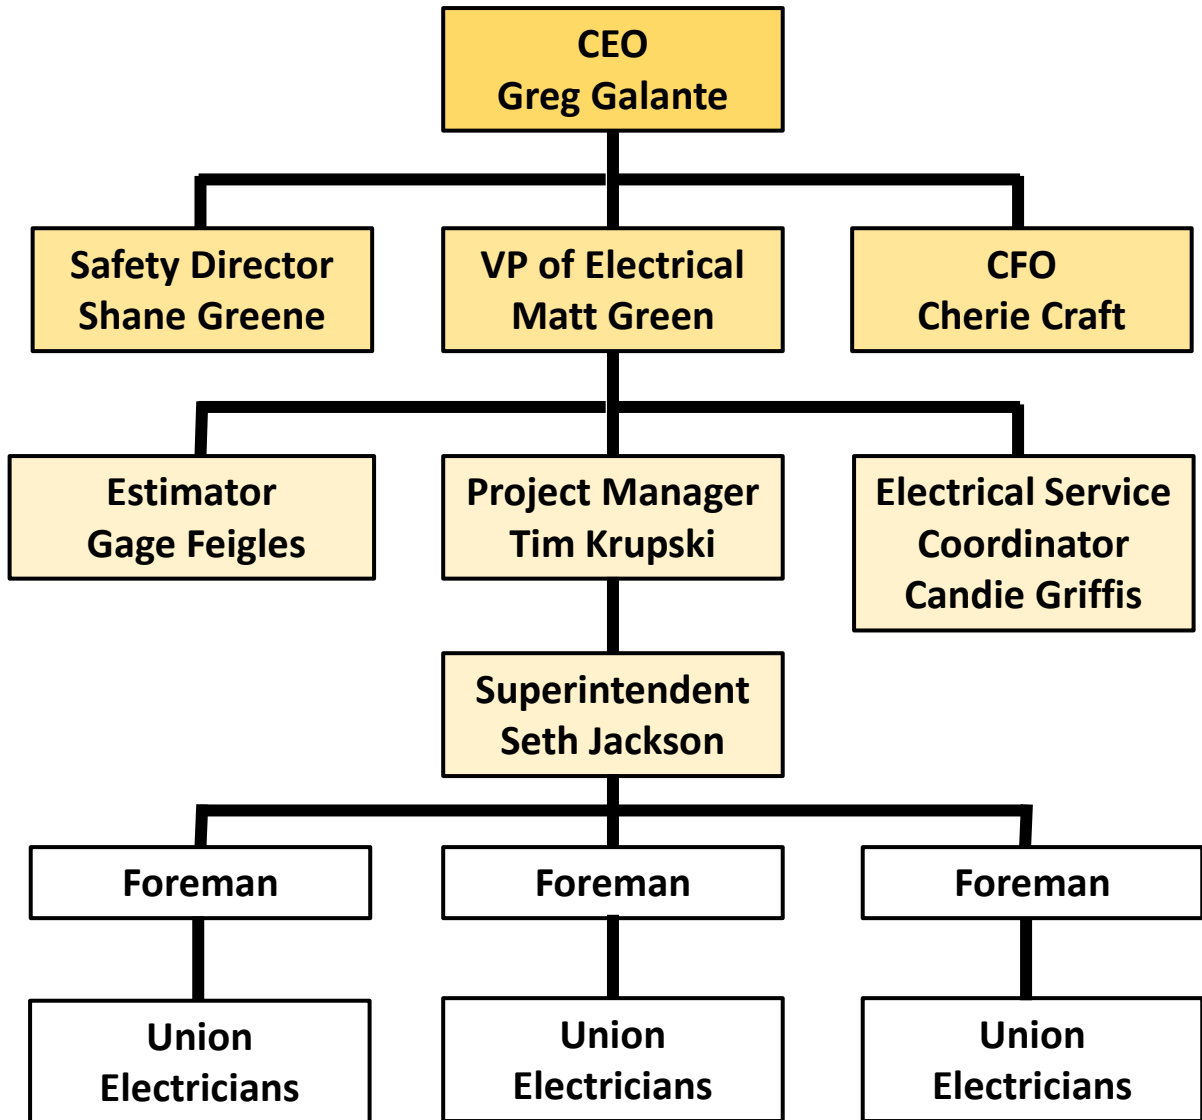 CEO
Greg Galante
Safety Director
Shane Greene
VP of Electrical
Matt Green
CFO
Cherie Craft
Estimator
Gage Feigles
Project Manager
Tim Krupski
Electrical Service
Coordinator
Candie Griffis
Superintendent
Seth Jackson
Foreman
Foreman
Foreman
Union
Electricians
Union
Electricians
Union
Electricians